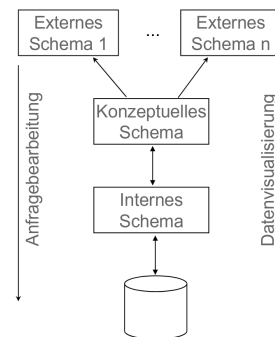 Externes
Schema 1
...
Externes
Schema n
Konzeptuelles
Schema
Internes
Schema
Anfragebearbeitung
Datenvisualisierung